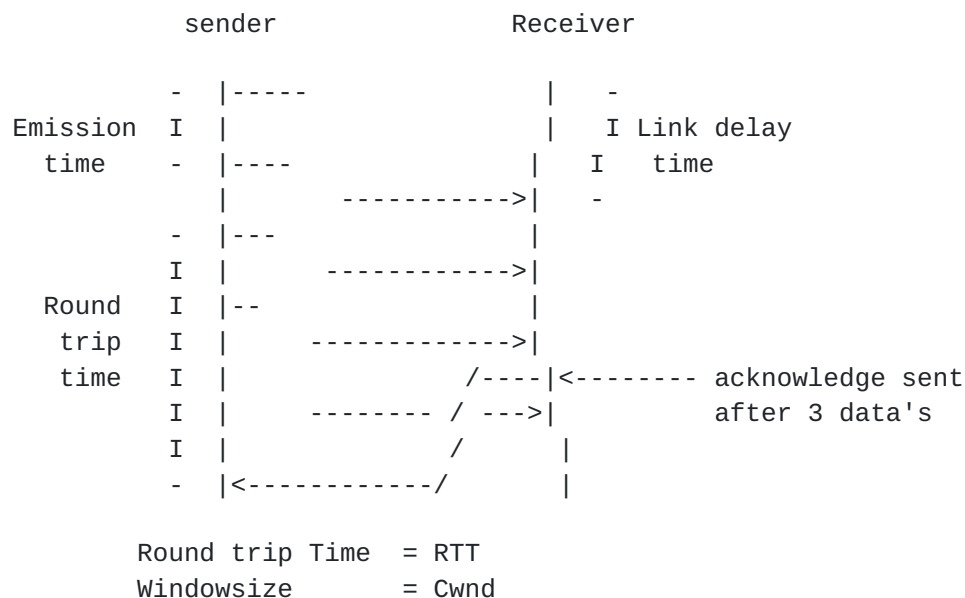 sender Receiver
- |----- | -
Emission I | | I Link delay
time - |---- | I time
| ----------->| -
- |--- |
I | ------------>|
Round I |-- |
trip I | ------------->|
time I | /----|<-------- acknowledge sent
I | -------- / --->| after 3 data's
I | / |
- |<------------/ |
Round trip Time = RTT
Windowsize = Cwnd